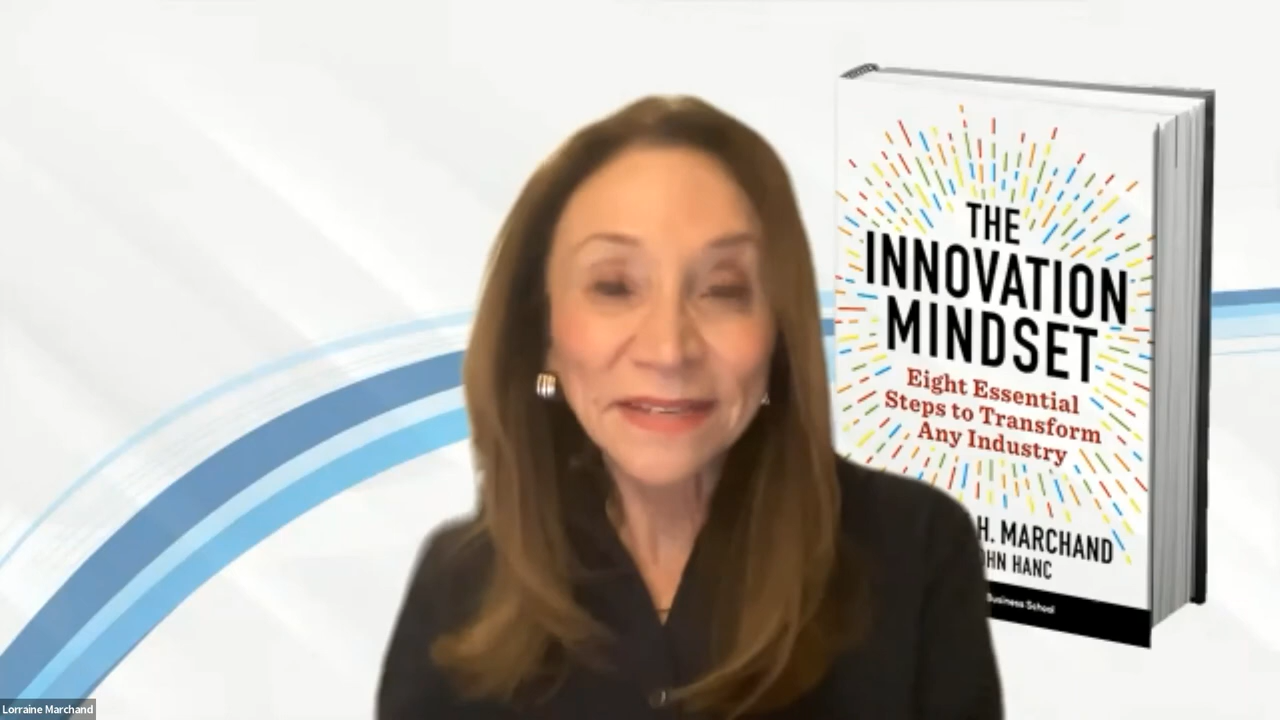 THE
INNOVATION
MINDSET
Eight Essential
Steps to Transform
Any Industry
H. MARCHAND
HN HANC
Business School
Lorraine Marchand